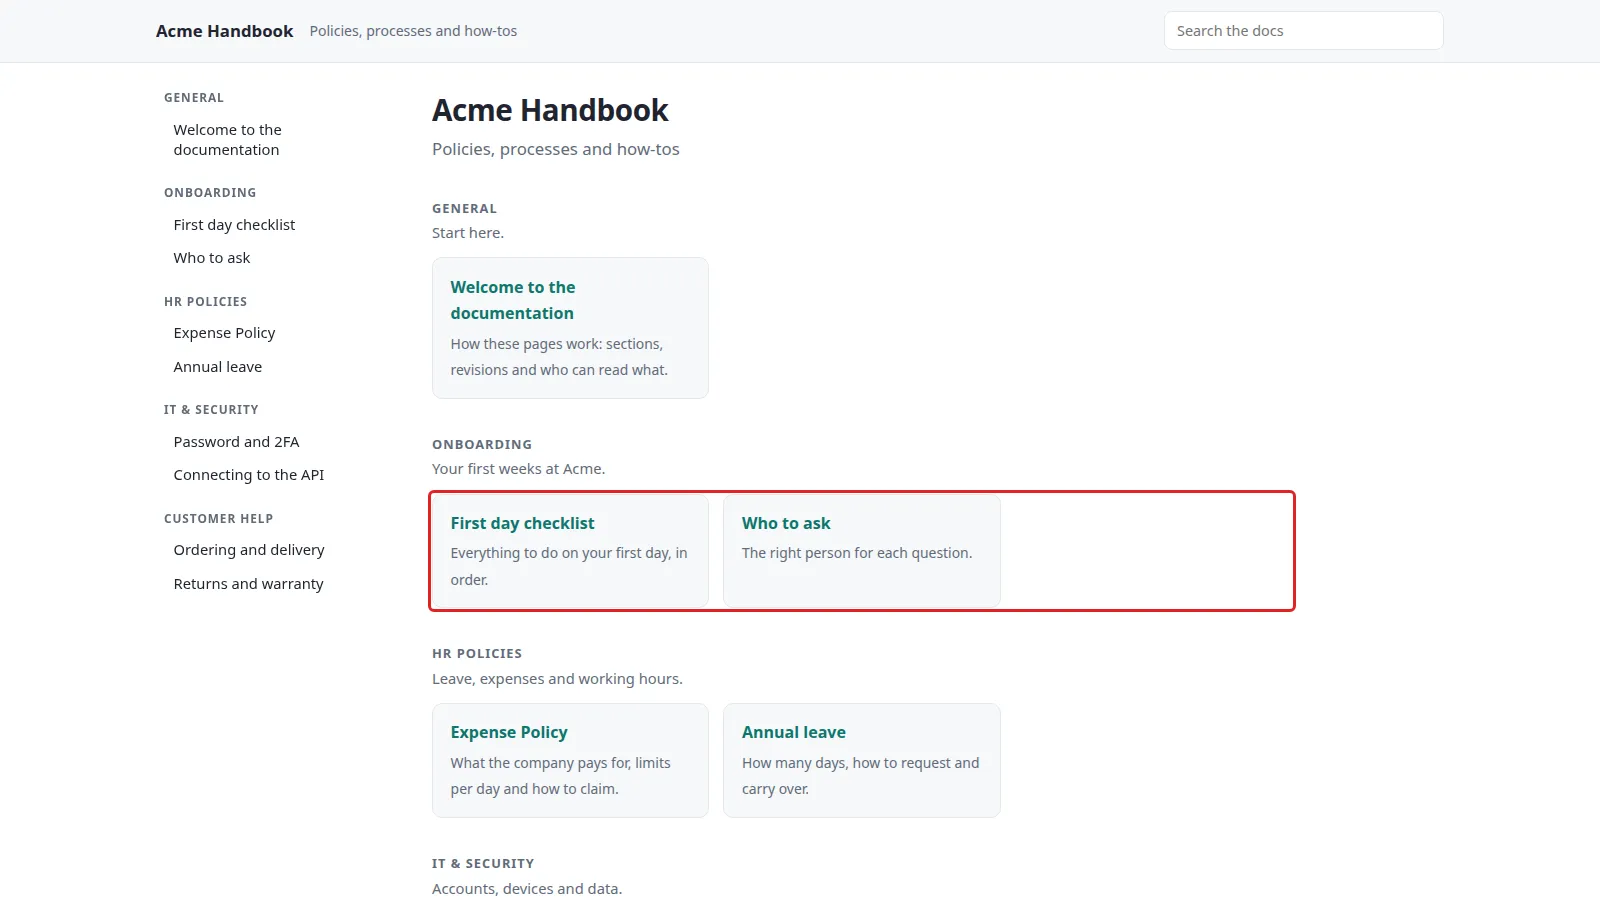 Acme Handbook
Policies, processes and how-tos
Search the docs
GENERAL
Welcome to the
documentation
ONBOARDING
First day checklist
Who to ask
HR POLICIES
Expense Policy
Annual leave
IT & SECURITY
Password and 2FA
Connecting to the API
CUSTOMER HELP
Ordering and delivery
Returns and warranty
Acme Handbook
Policies, processes and how-tos
GENERAL
Start here.
Welcome to the
documentation
How these pages work: sections,
revisions and who can read what.
ONBOARDING
Your first weeks at Acme.
First day checklist
Everything to do on your first day, in
order.
Who to ask
The right person for each question.
HR POLICIES
Leave, expenses and working hours.
Expense Policy
What the company pays for, limits
per day and how to claim.
Annual leave
How many days, how to request and
carry over.
IT & SECURITY
Accounts, devices and data.